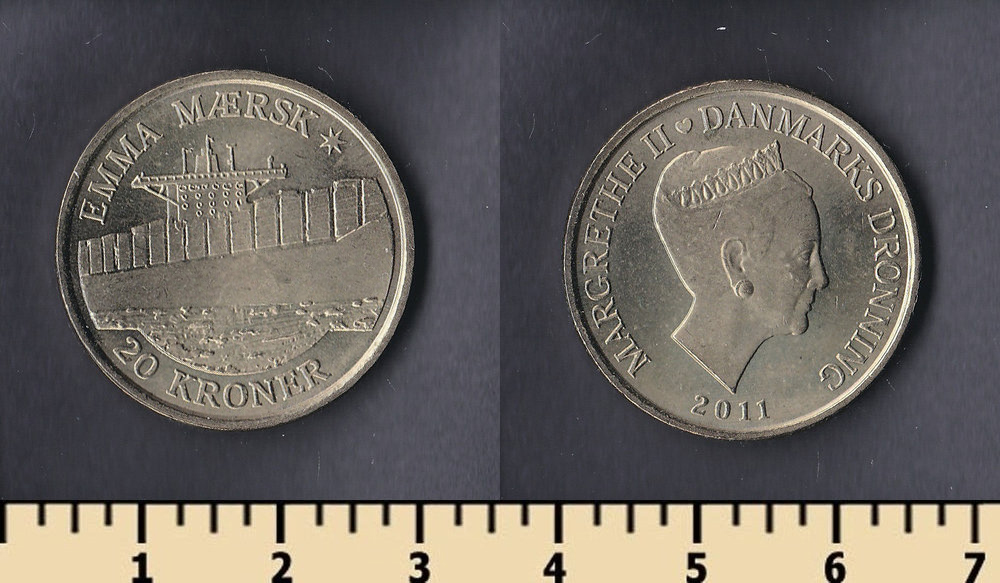 EMMA MÆRSK
20 KRONER
MARGRETHE II ♥ DANMARKS DRONNING
2011
1 2 3 4 5 6 7